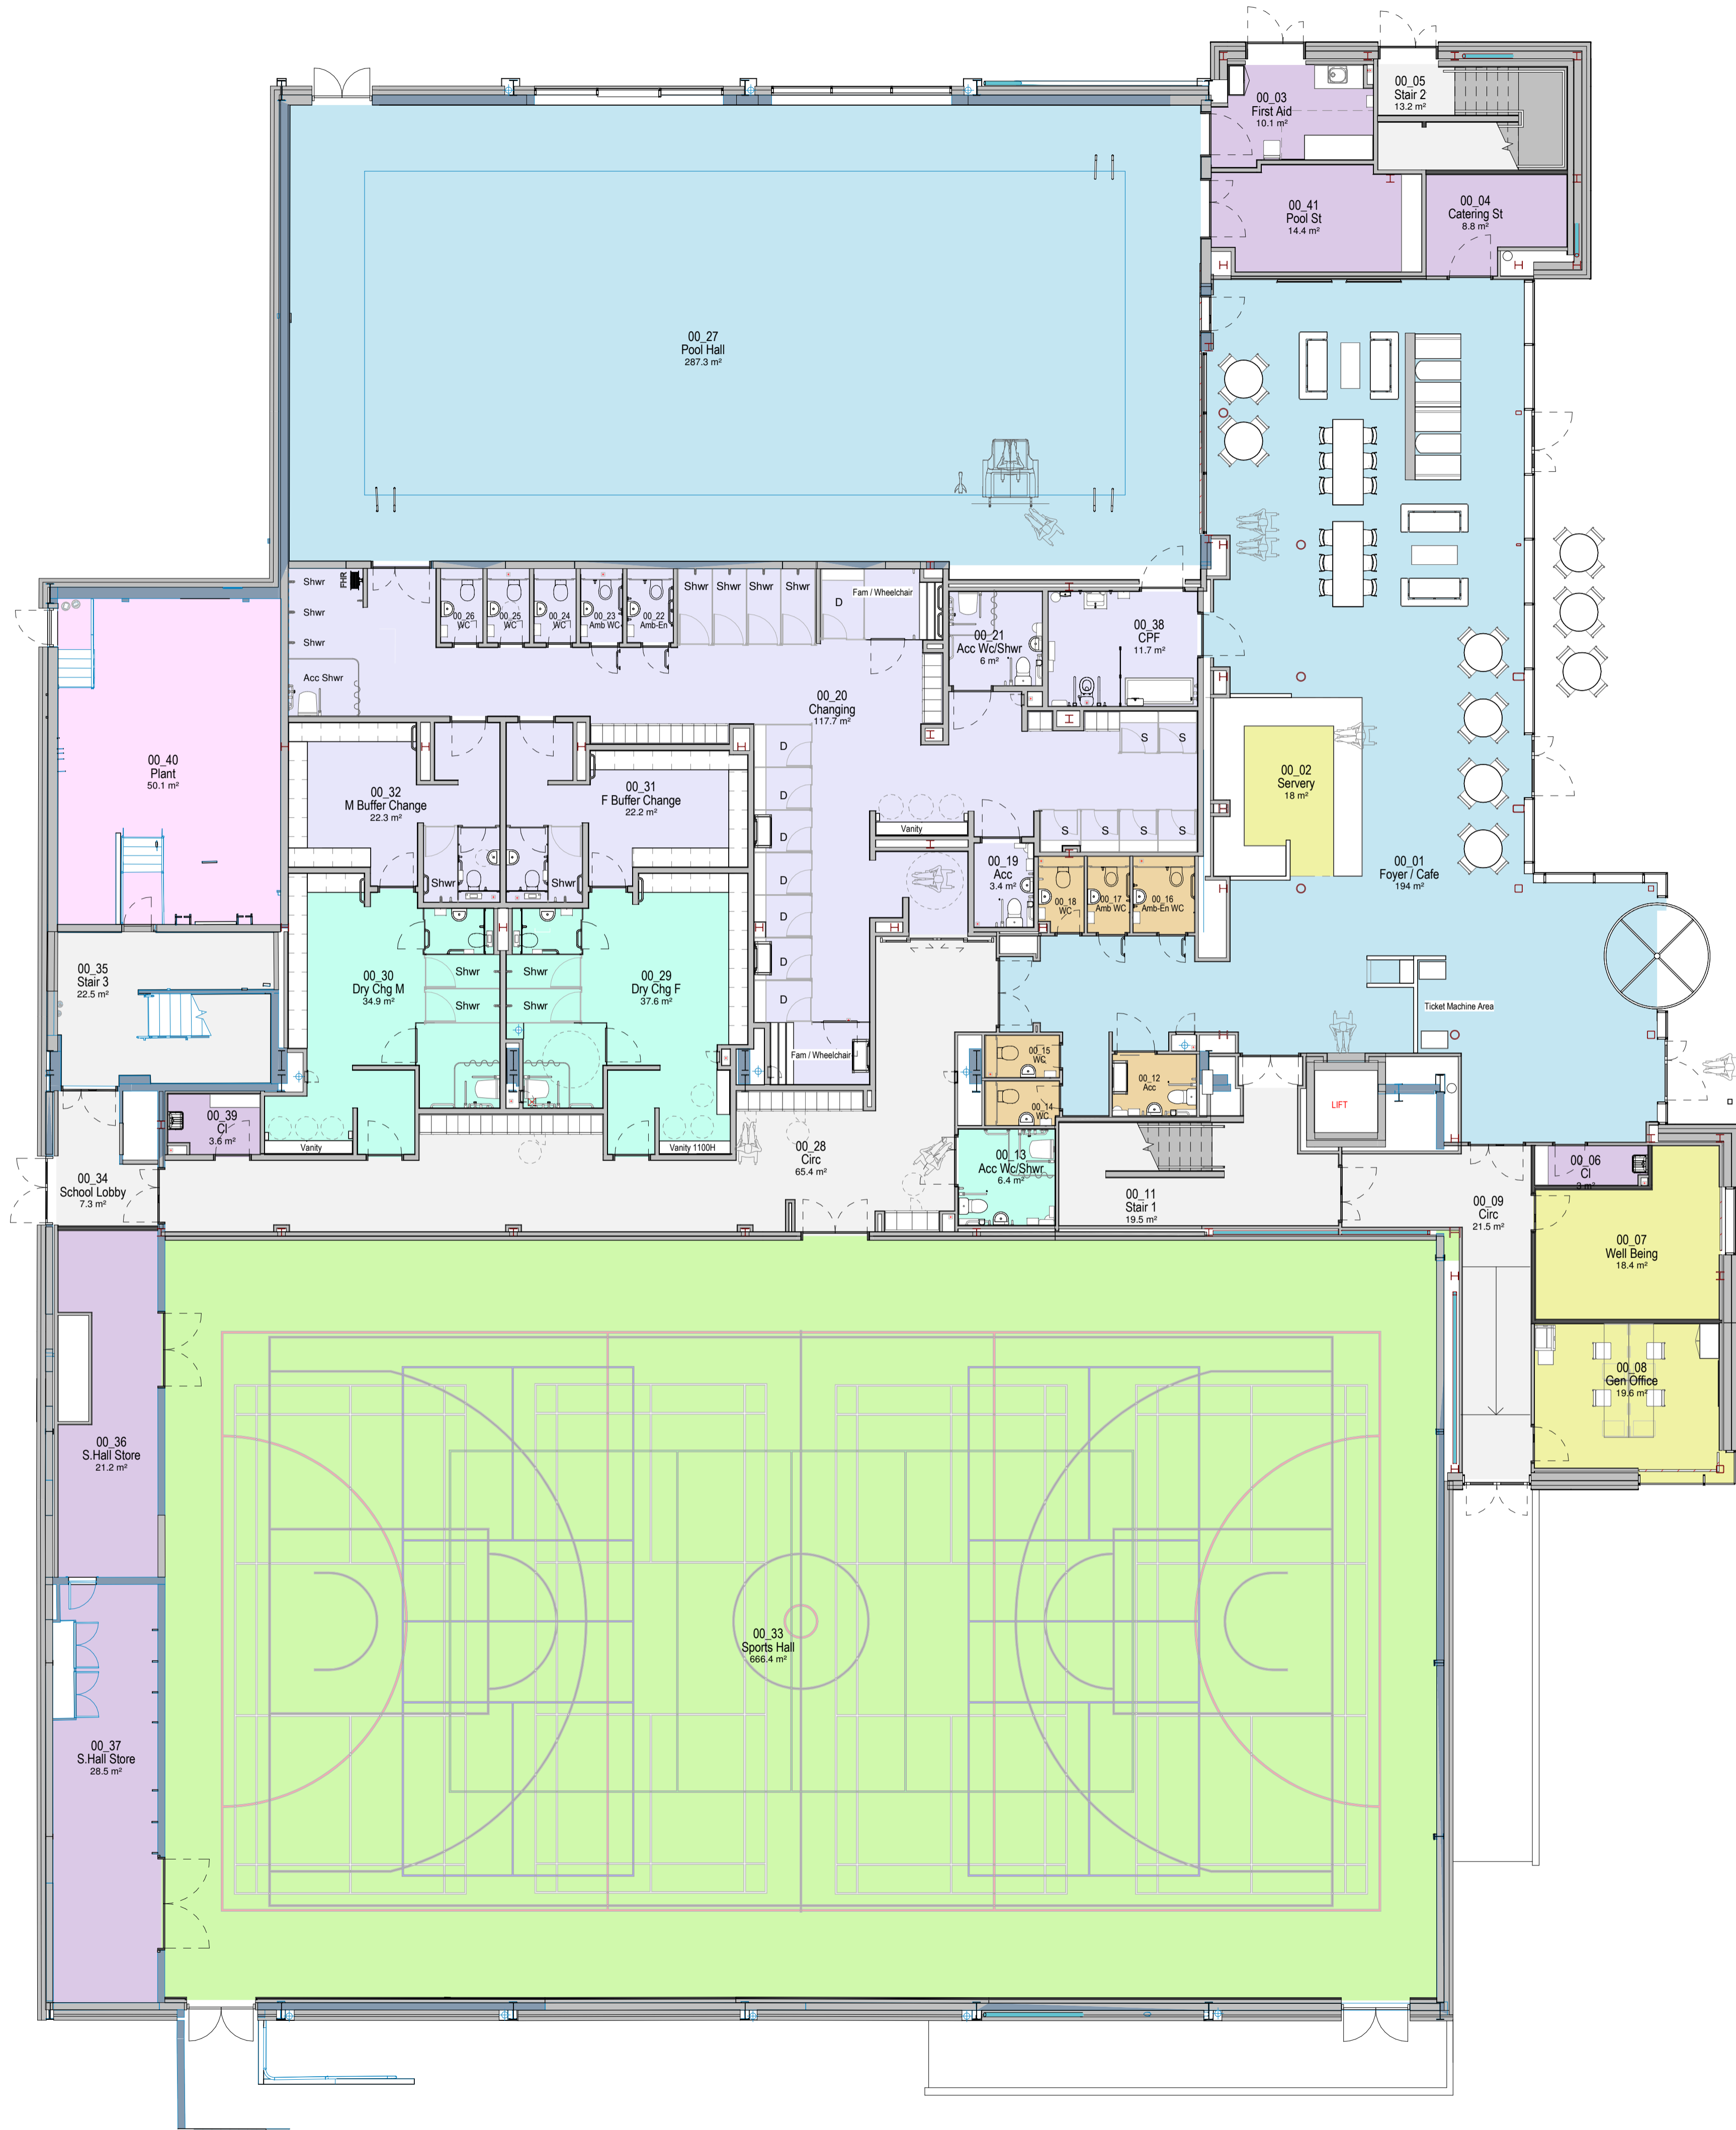 00_03
First Aid
10.1 m²
00_05
Stair 2
13.2 m²
00_41
Pool St
14.4 m²
00_04
Catering St
8.8 m²
00_27
Pool Hall
287.3 m²
Shwr
FHR
Shwr
Shwr
Acc Shwr
00_26
WC
00_25
WC
00_24
WC
00_23
Amb WC
00_22
Amb-En
Shwr
Shwr
Shwr
Shwr
D
Fam / Wheelchair
00_21
Acc Wc/Shwr
6 m²
00_38
CPF
11.7 m²
00_20
Changing
117.7 m²
D
D
D
D
D
D
D
S
S
S
S
S
S
Vanity
00_40
Plant
50.1 m²
00_32
M Buffer Change
22.3 m²
00_31
F Buffer Change
22.2 m²
Shwr
Shwr
00_02
Servery
18 m²
00_01
Foyer / Cafe
194 m²
00_19
Acc
3.4 m²
00_18
WC
00_17
Amb WC
00_16
Amb-En WC
00_35
Stair 3
22.5 m²
00_30
Dry Chg M
34.9 m²
Shwr
Shwr
Shwr
Shwr
00_29
Dry Chg F
37.6 m²
Ticket Machine Area
Fam / Wheelchair
00_15
WC
00_14
WC
00_12
Acc
LIFT
00_39
Cl
3.6 m²
Vanity
Vanity 1100H
00_28
Circ
65.4 m²
00_13
Acc Wc/Shwr
6.4 m²
00_34
School Lobby
7.3 m²
00_11
Stair 1
19.5 m²
00_09
Circ
21.5 m²
00_06
Cl
3 m²
00_07
Well Being
18.4 m²
00_08
Gen Office
19.6 m²
00_36
S.Hall Store
21.2 m²
00_33
Sports Hall
666.4 m²
00_37
S.Hall Store
28.5 m²